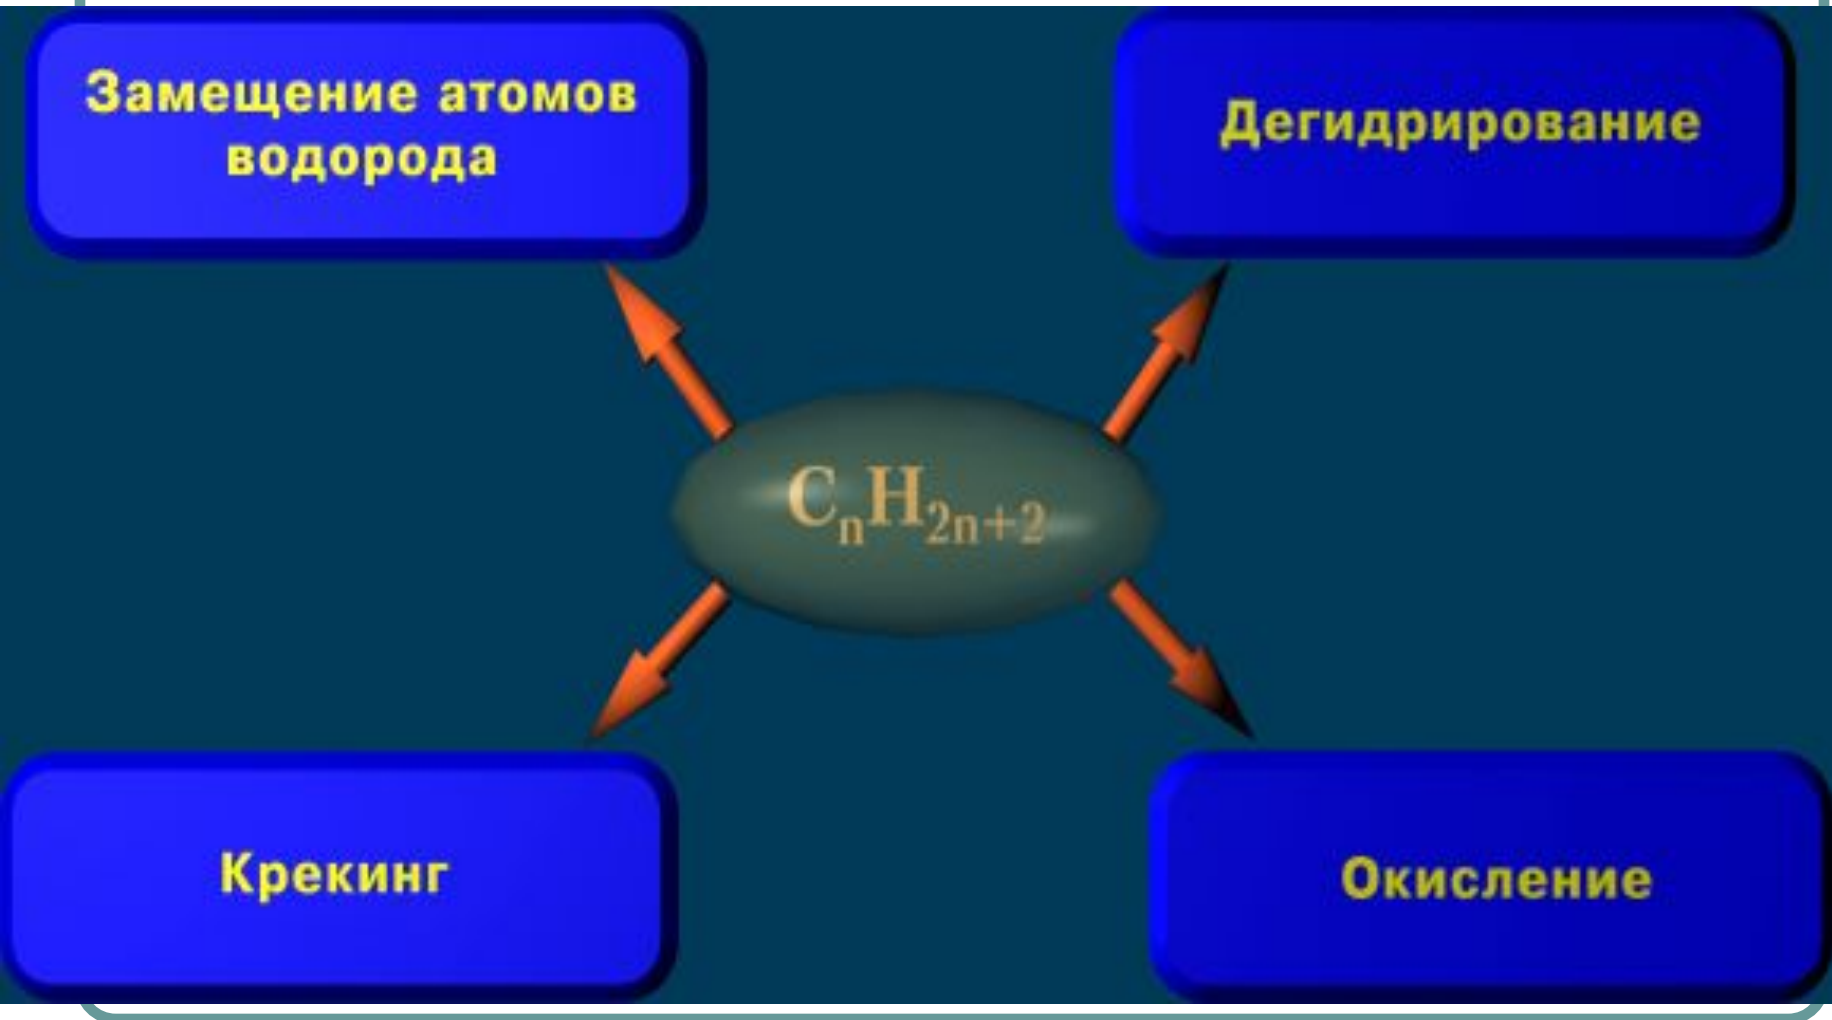 Замещение атомов
водорода
Дегидрирование
CₙH₂ₙ₊₂
Крекинг
Окисление